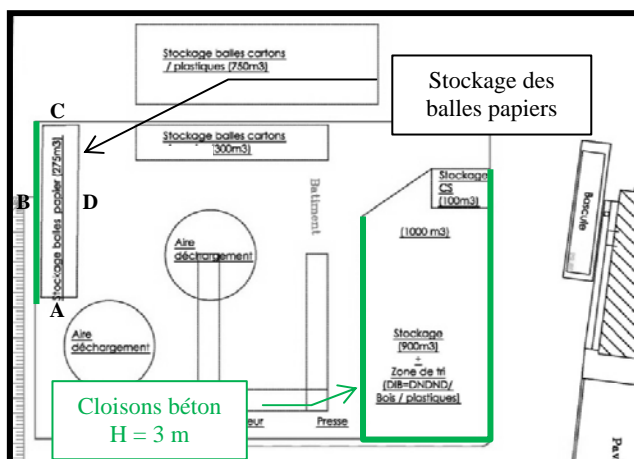 Stockage balles cartons
/ plastiques (750m3)
Stockage des
balles papiers
C
Stockage balles cartons
(300m3)
Stockage balles papier (275m3)
B
D
A
Batiment
Stockage
CS
(100m3)
(1000 m3)
Bascule
Aire
déchargement
Aire
déchargement
Stockage
(900m3)
+
Zone de tri
(DIB=DNDND/
Bois / plastiques)
Cloisons béton
H = 3 m
eur
Presse
Pav